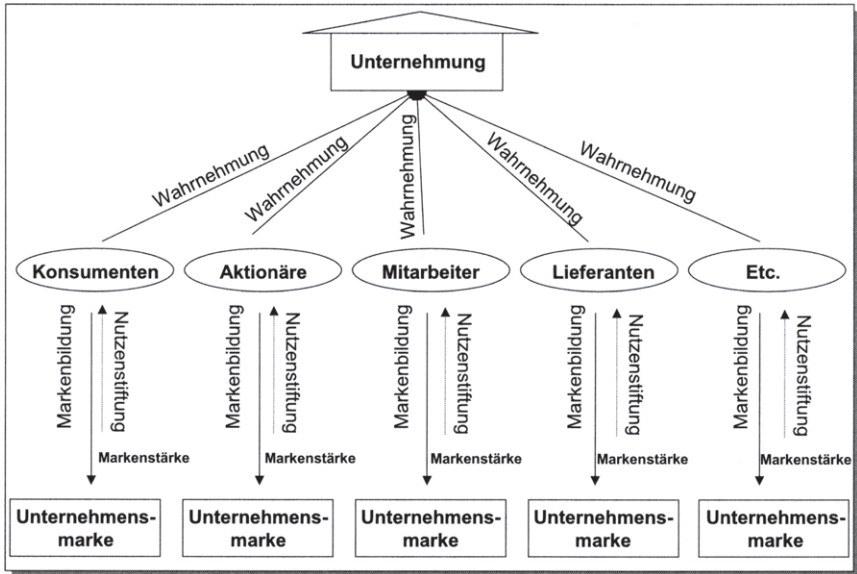 Unternehmung
Wahrnehmung
Wahrnehmung
Wahrnehmung
Wahrnehmung
Wahrnehmung
Konsumenten
Aktionäre
Mitarbeiter
Lieferanten
Etc.
Markenbildung
Nutzenstiftung
Markenbildung
Nutzenstiftung
Markenbildung
Nutzenstiftung
Markenbildung
Nutzenstiftung
Markenbildung
Nutzenstiftung
Markenstärke
Markenstärke
Markenstärke
Markenstärke
Markenstärke
Unternehmens-
marke
Unternehmens-
marke
Unternehmens-
marke
Unternehmens-
marke
Unternehmens-
marke